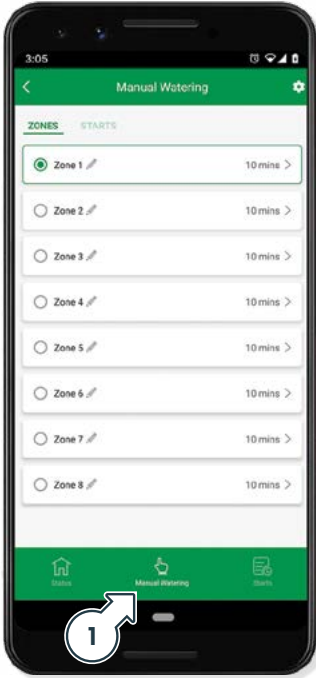 3:05
Manual Watering
ZONES STARTS
Zone 1 10 mins
Zone 2 10 mins
Zone 3 10 mins
Zone 4 10 mins
Zone 5 10 mins
Zone 6 10 mins
Zone 7 10 mins
Zone 8 10 mins
Status Manual Watering Starts
1